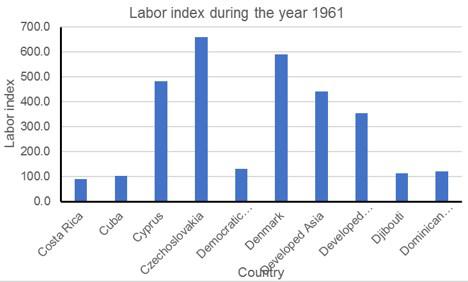 Labor index during the year 1961
Labor index
700.0
600.0
500.0
400.0
300.0
200.0
100.0
0.0
Costa Rica
Cuba
Cyprus
Czechoslovakia
Democratic...
Denmark
Developed Asia
Developed...
Djibouti
Dominican...
Country